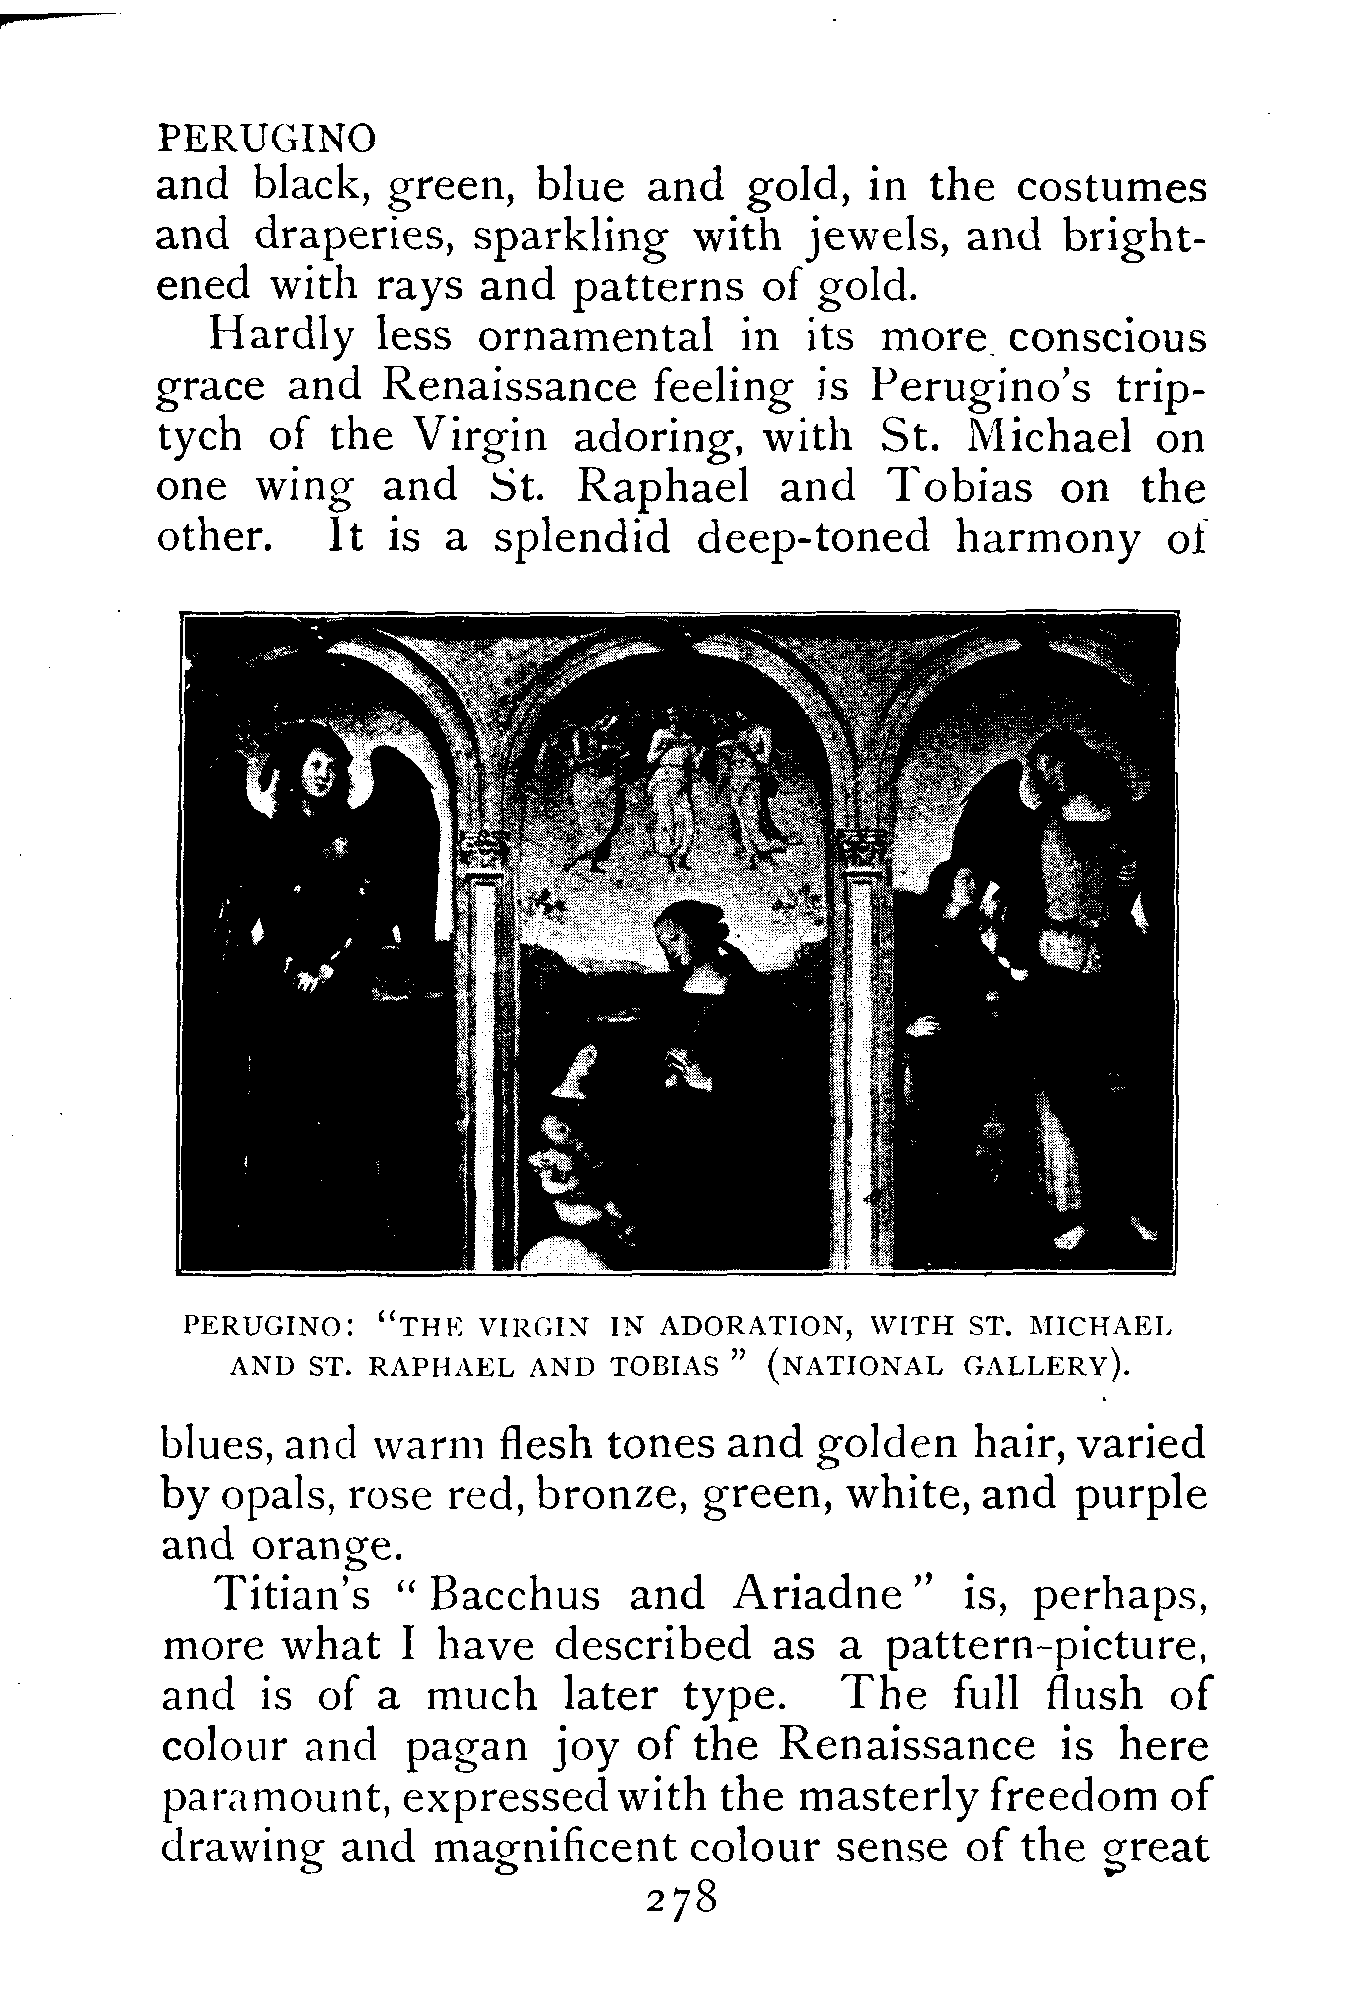 PERUGINO
and black, green, blue and gold, in the costumes
and draperies, sparkling with jewels, and bright-
ened with rays and patterns of gold.
Hardly less ornamental in its more conscious
grace and Renaissance feeling is Perugino's trip-
tych of the Virgin adoring, with St. Michael on
one wing and St. Raphael and Tobias on the
other. It is a splendid deep-toned harmony of
PERUGINO: "THE VIRGIN IN ADORATION, WITH ST. MICHAEL
AND ST. RAPHAEL AND TOBIAS" (NATIONAL GALLERY).
blues, and warm flesh tones and golden hair, varied
by opals, rose red, bronze, green, white, and purple
and orange.
Titian's "Bacchus and Ariadne" is, perhaps,
more what I have described as a pattern-picture,
and is of a much later type. The full flush of
colour and pagan joy of the Renaissance is here
paramount, expressed with the masterly freedom of
drawing and magnificent colour sense of the great
278